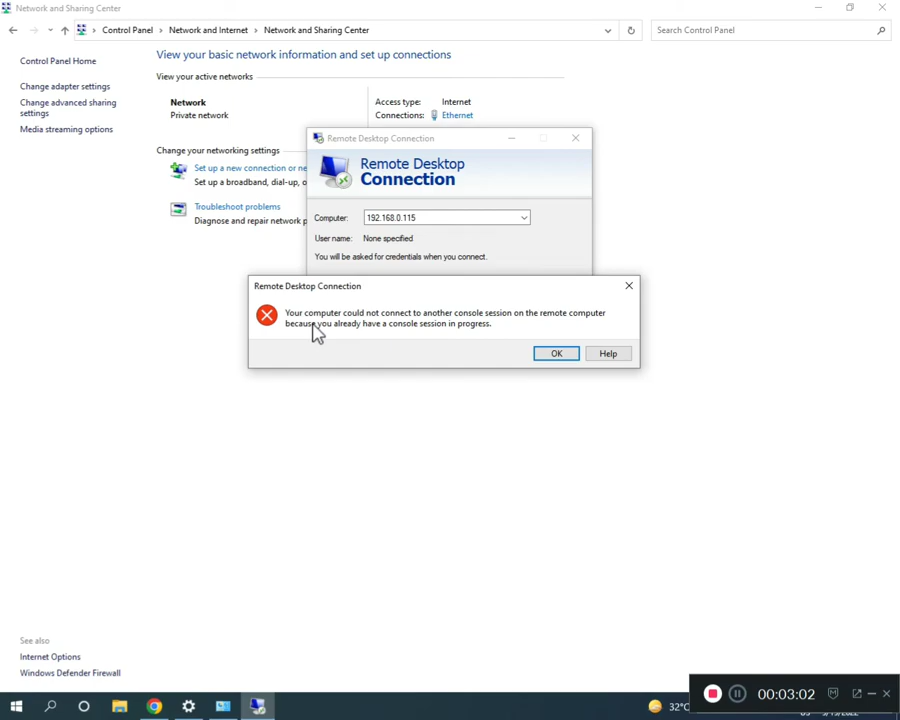 Network and Sharing Center
Control Panel > Network and Internet > Network and Sharing Center
Search Control Panel
Control Panel Home
View your basic network information and set up connections
Change adapter settings
View your active networks
Change advanced sharing
settings
Network
Private network
Access type: Internet
Connections: Ethernet
Media streaming options
Change your networking settings
Set up a new connection or ne
Set up a broadband, dial-up, o
Troubleshoot problems
Diagnose and repair network p
Remote Desktop Connection
Remote Desktop
Connection
Computer: 192.168.0.115
User name: None specified
You will be asked for credentials when you connect.
Remote Desktop Connection
Your computer could not connect to another console session on the remote computer
because you already have a console session in progress.
OK
Help
See also
Internet Options
Windows Defender Firewall
32°C
00:03:02